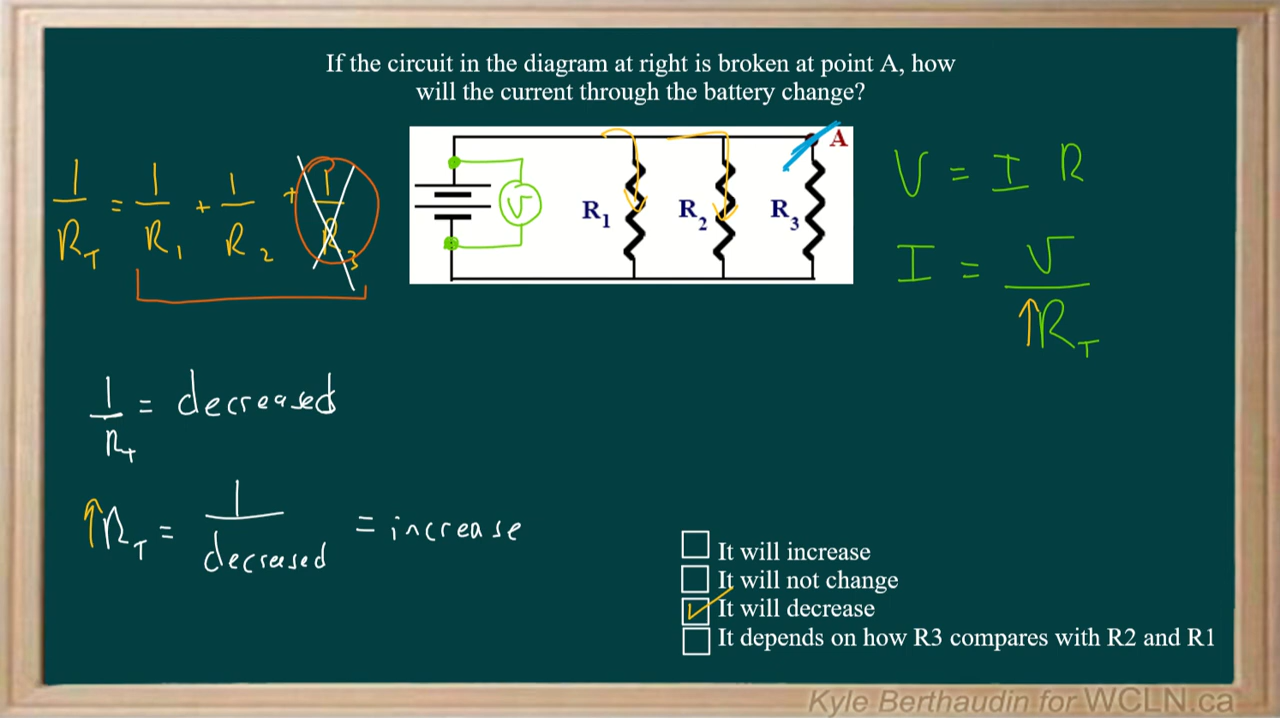 If the circuit in the diagram at right is broken at point A, how
will the current through the battery change?
A
V
R1
R2
R3
1/RT = 1/R1 + 1/R2 + 1/R3
V = I R
I = V/↑RT
1/RT = decreased
↑RT = 1/decreased = increase
It will increase
It will not change
It will decrease
It depends on how R3 compares with R2 and R1
Kyle Berthaudin for WCLN.ca